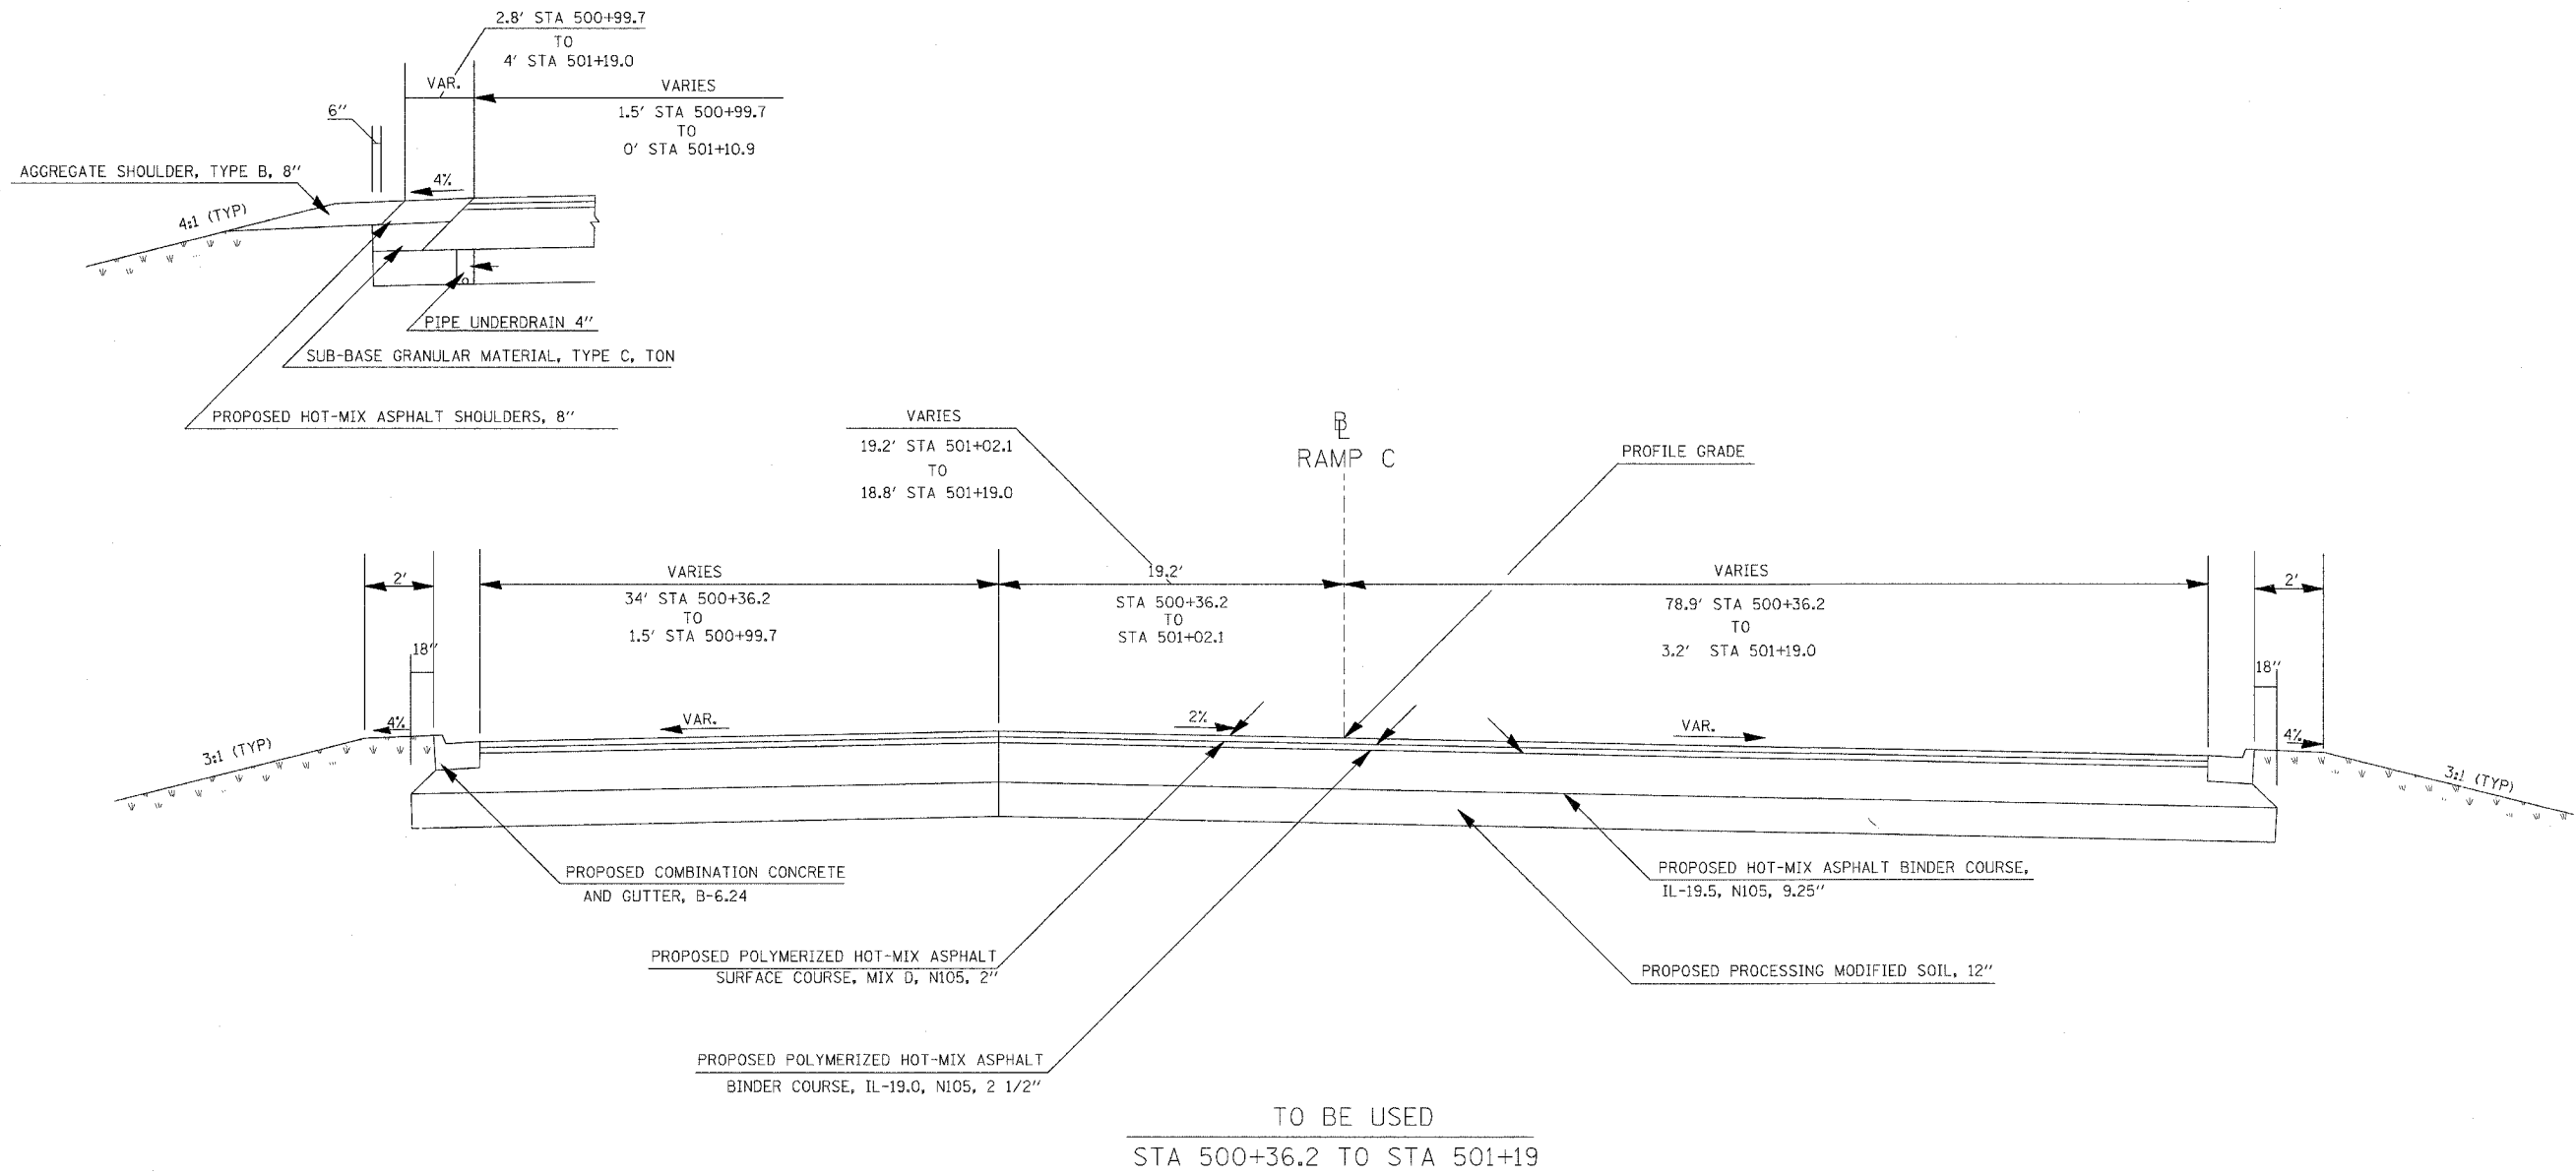 2.8' STA 500+99.7
TO
4' STA 501+19.0
VAR.
VARIES
1.5' STA 500+99.7
TO
0' STA 501+10.9
6"
AGGREGATE SHOULDER, TYPE B, 8"
4%
4:1 (TYP)
PIPE UNDERDRAIN 4"
SUB-BASE GRANULAR MATERIAL, TYPE C, TON
PROPOSED HOT-MIX ASPHALT SHOULDERS, 8"
VARIES
19.2' STA 501+02.1
TO
18.8' STA 501+19.0
BL
RAMP C
PROFILE GRADE
2'
VARIES
34' STA 500+36.2
TO
1.5' STA 500+99.7
19.2'
STA 500+36.2
TO
STA 501+02.1
VARIES
78.9' STA 500+36.2
TO
3.2' STA 501+19.0
2'
18"
18"
4%
VAR.
2%
VAR.
4%
3:1 (TYP)
3:1 (TYP)
PROPOSED COMBINATION CONCRETE
AND GUTTER, B-6.24
PROPOSED HOT-MIX ASPHALT BINDER COURSE,
IL-19.5, N105, 9.25"
PROPOSED POLYMERIZED HOT-MIX ASPHALT
SURFACE COURSE, MIX D, N105, 2"
PROPOSED PROCESSING MODIFIED SOIL, 12"
PROPOSED POLYMERIZED HOT-MIX ASPHALT
BINDER COURSE, IL-19.0, N105, 2 1/2"
TO BE USED
STA 500+36.2 TO STA 501+19